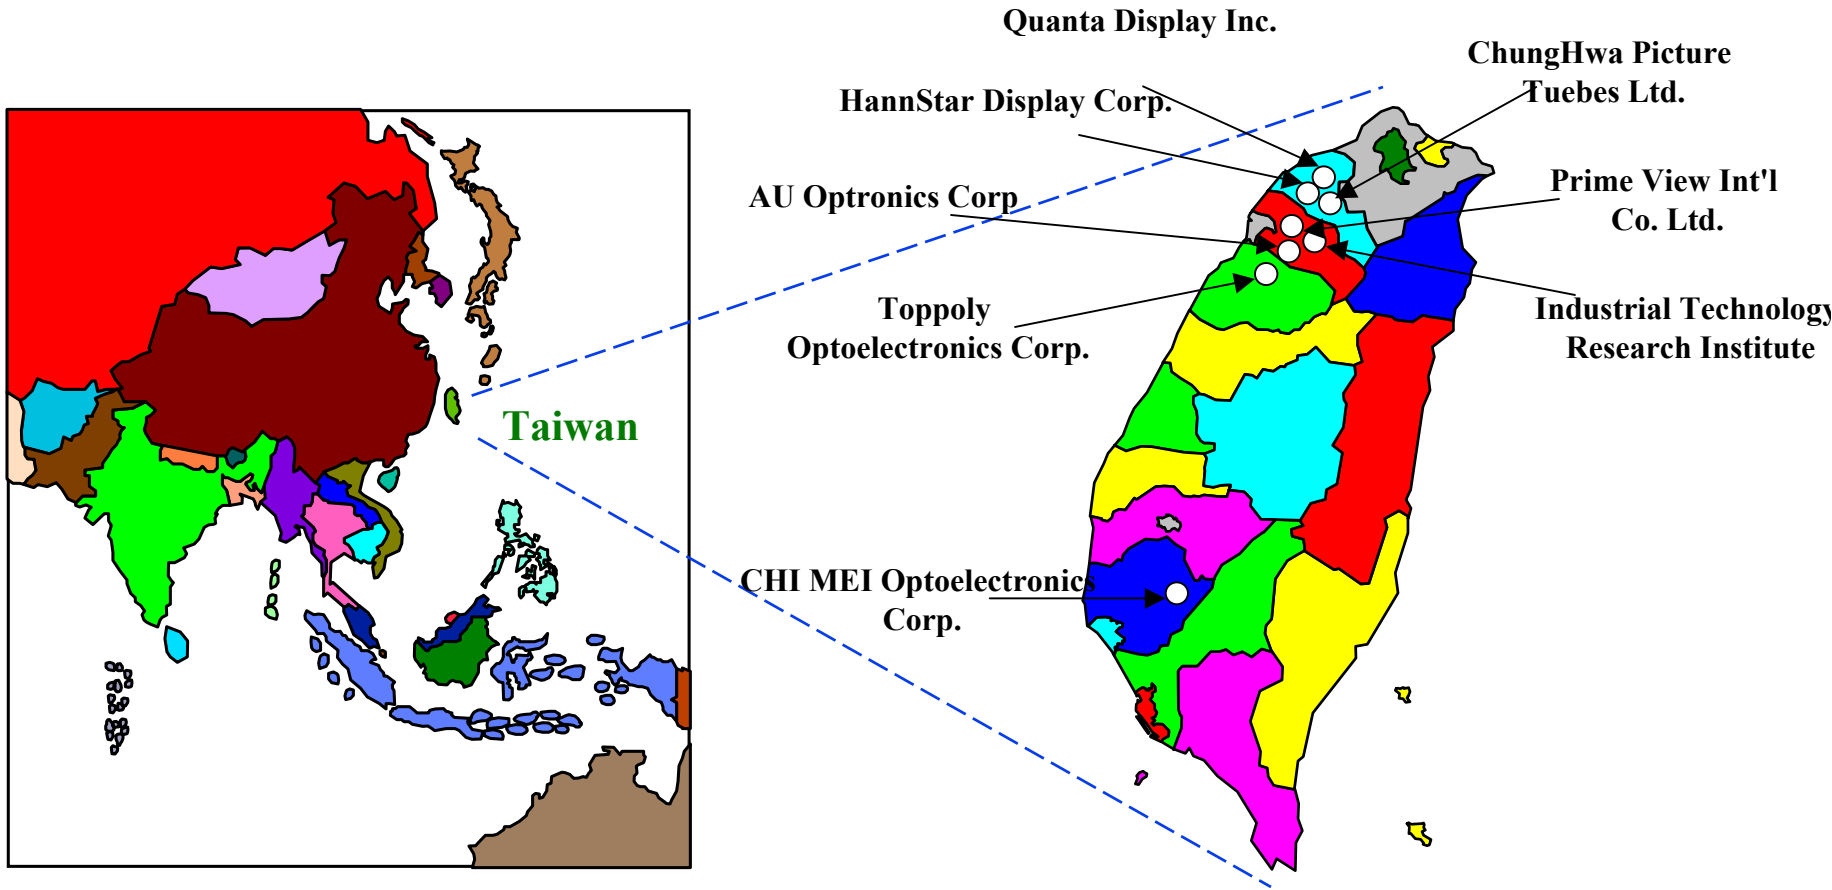 Quanta Display Inc.
ChungHwa Picture
Tuebes Ltd.
HannStar Display Corp.
AU Optronics Corp
Prime View Int'l
Co. Ltd.
Toppoly
Optoelectronics Corp.
Industrial Technology
Research Institute
Taiwan
CHI MEI Optoelectronics
Corp.